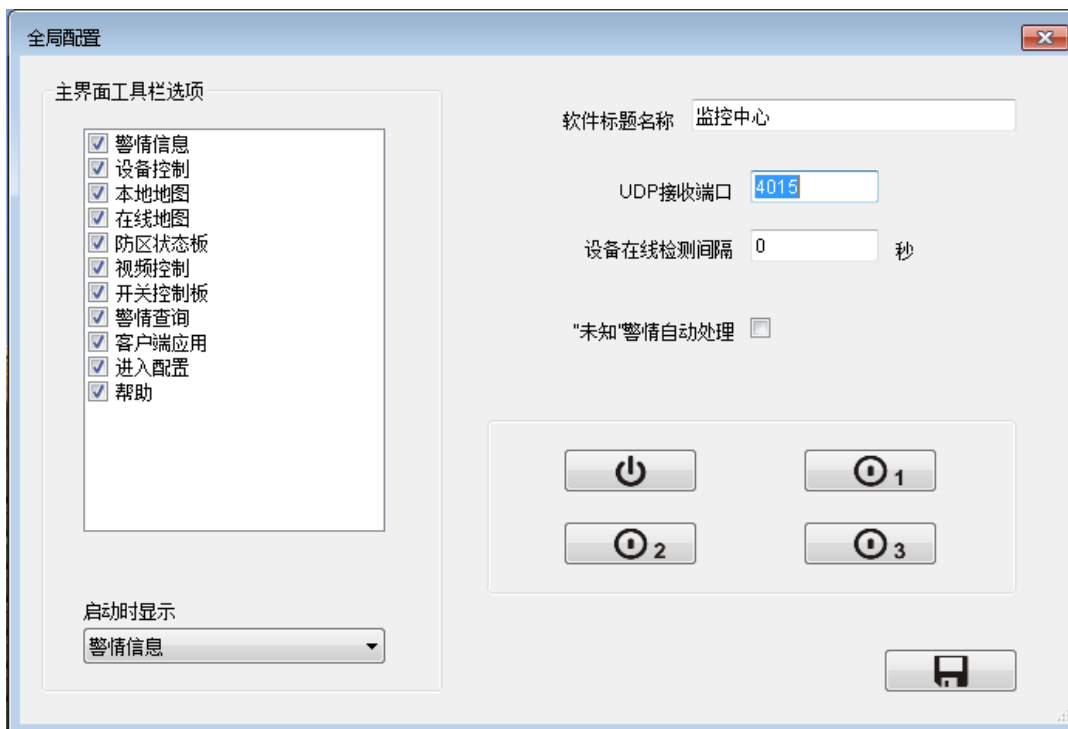 全局配置
主界面工具栏选项
警情信息
设备控制
本地地图
在线地图
防区状态板
视频控制
开关控制板
警情查询
客户端应用
进入配置
帮助
启动时显示
警情信息
软件标题名称 监控中心
UDP接收端口 4015
设备在线检测间隔 0 秒
"未知"警情自动处理
1
2
3